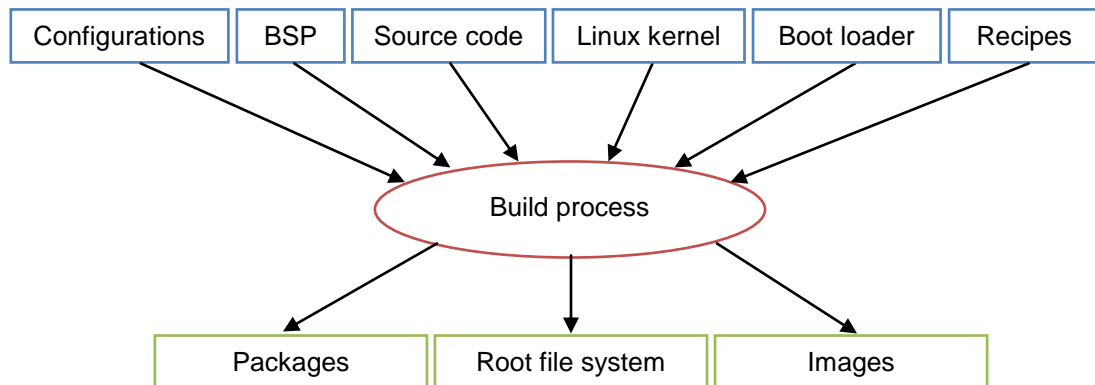 Configurations
BSP
Source code
Linux kernel
Boot loader
Recipes
Build process
Packages
Root file system
Images